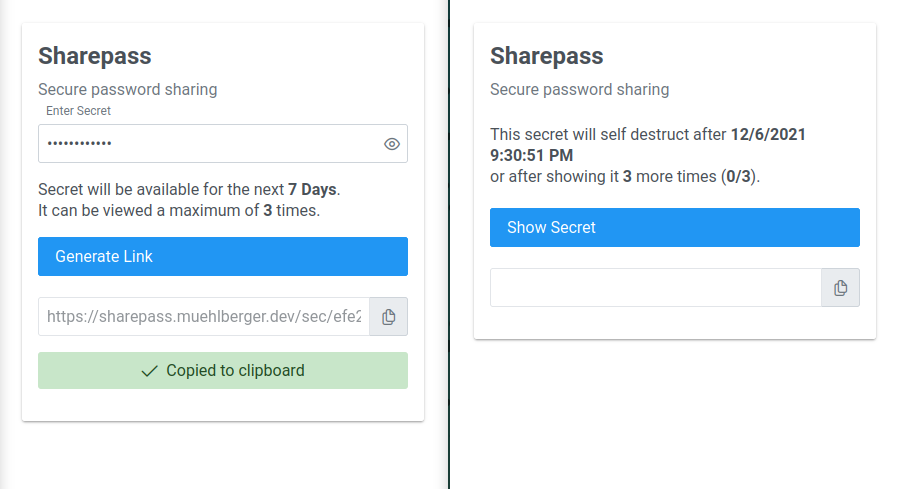 Sharepass
Secure password sharing
Enter Secret
••••••••••••
Secret will be available for the next 7 Days.
It can be viewed a maximum of 3 times.
Generate Link
https://sharepass.muehlberger.dev/sec/efe2
Copied to clipboard
Sharepass
Secure password sharing
This secret will self destruct after 12/6/2021
9:30:51 PM
or after showing it 3 more times (0/3).
Show Secret